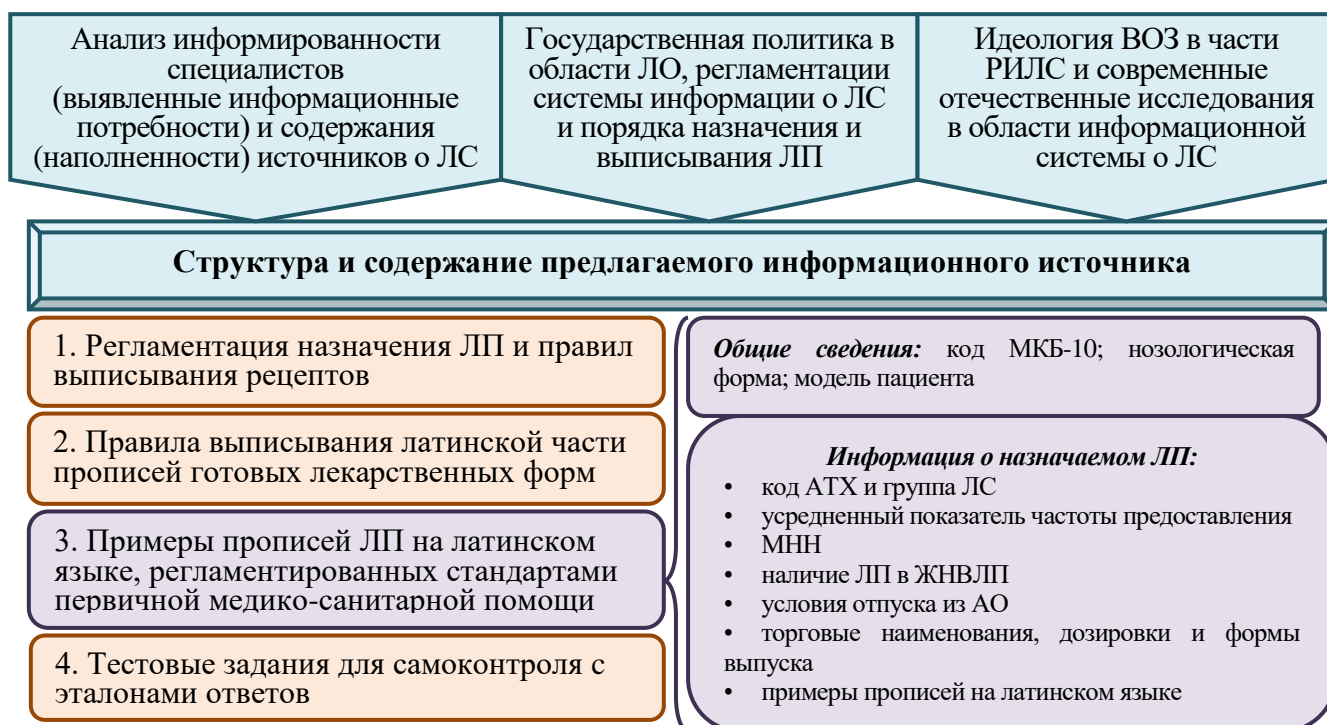 Анализ информированности
специалистов
(выявленные информационные
потребности) и содержания
(наполненности) источников о ЛС
Государственная политика в
области ЛО, регламентации
системы информации о ЛС
и порядка назначения и
выписывания ЛП
Идеология ВОЗ в части
РИЛС и современные
отечественные исследования
в области информационной
системы о ЛС
Структура и содержание предлагаемого информационного источника
1. Регламентация назначения ЛП и правил
выписывания рецептов
2. Правила выписывания латинской части
прописей готовых лекарственных форм
3. Примеры прописей ЛП на латинском
языке, регламентированных стандартами
первичной медико-санитарной помощи
4. Тестовые задания для самоконтроля с
эталонами ответов
Общие сведения: код МКБ-10; нозологическая
форма; модель пациента
Информация о назначаемом ЛП:
• код АТХ и группа ЛС
• усредненный показатель частоты предоставления
• МНН
• наличие ЛП в ЖНВЛП
• условия отпуска из АО
• торговые наименования, дозировки и формы
выпуска
• примеры прописей на латинском языке